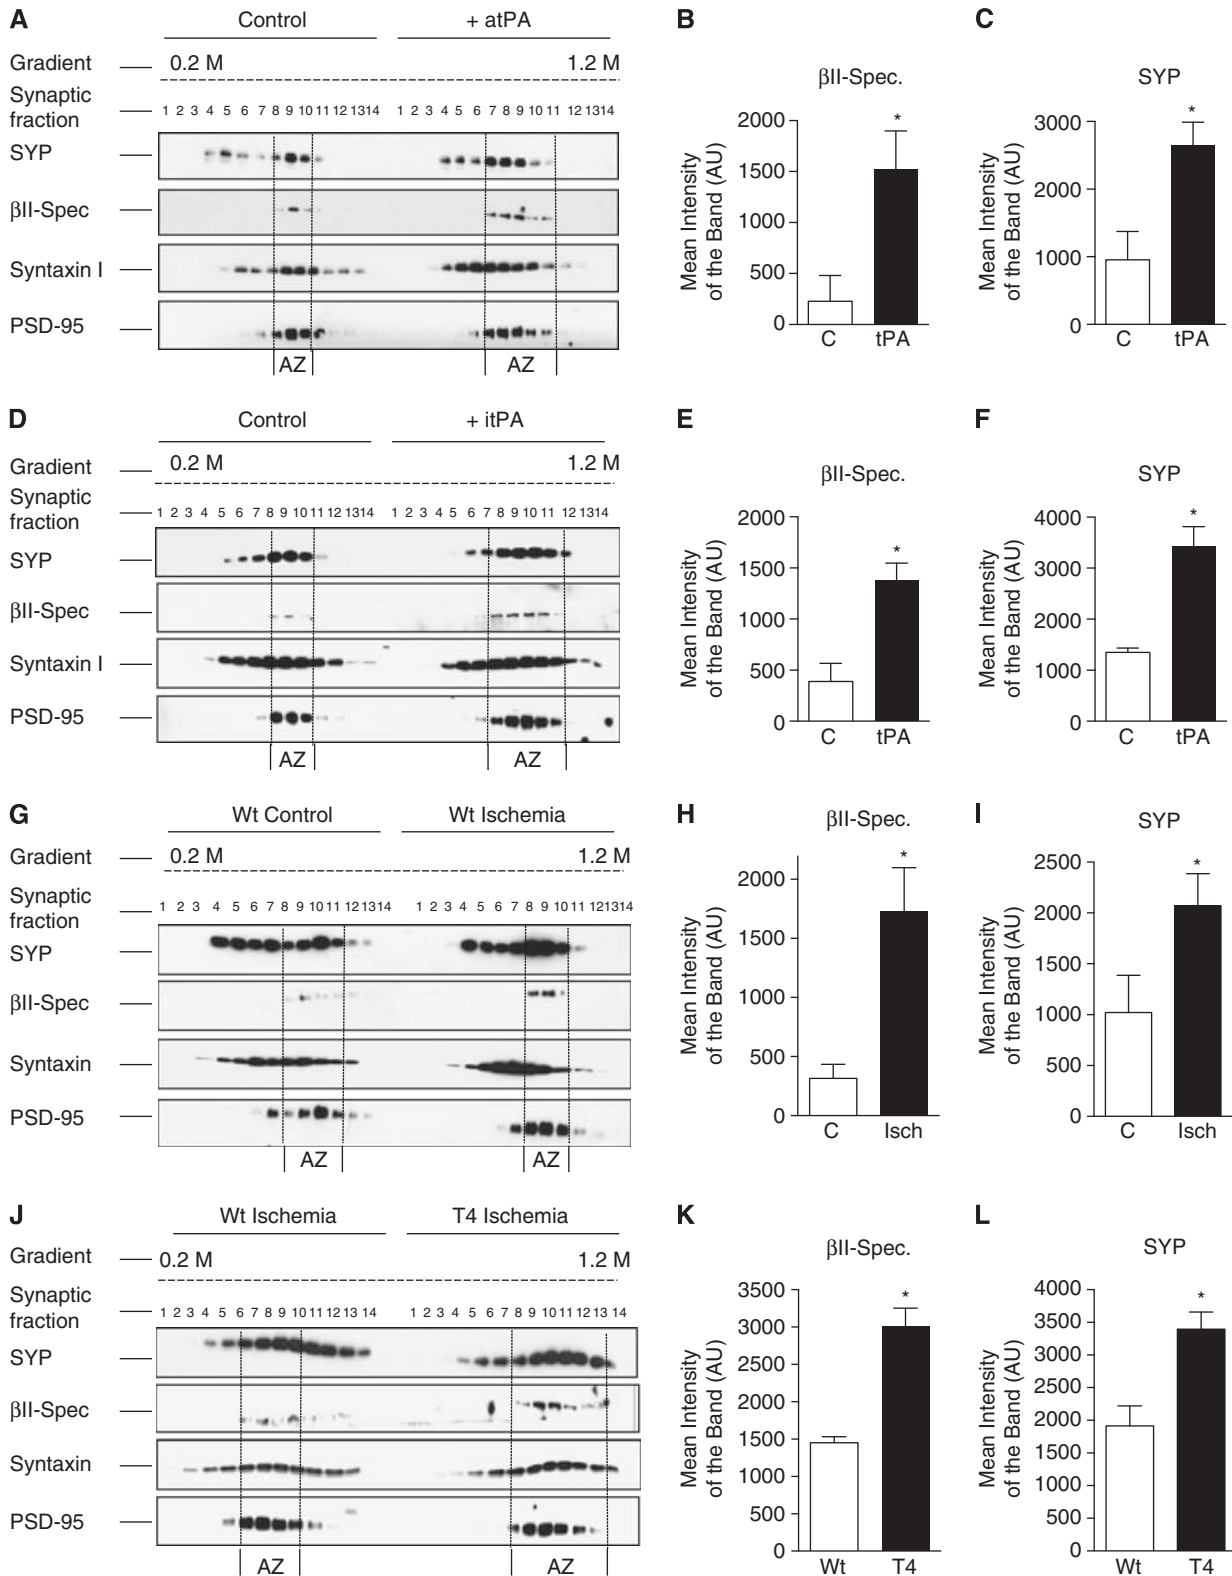 A
Control
+ atPA
Gradient
0.2 M
1.2 M
Synaptic
fraction
1 2 3 4 5 6 7 8 9 10 11 12 13 14
1 2 3 4 5 6 7 8 9 10 11 12 13 14
SYP
βII-Spec
Syntaxin I
PSD-95
AZ
AZ
B
βII-Spec.
Mean Intensity
of the Band (AU)
2000
1500
1000
500
0
*
C
tPA
C
SYP
Mean Intensity
of the Band (AU)
3000
2000
1000
0
*
C
tPA
D
Control
+ itPA
Gradient
0.2 M
1.2 M
Synaptic
fraction
1 2 3 4 5 6 7 8 9 10 11 12 13 14
1 2 3 4 5 6 7 8 9 10 11 12 13 14
SYP
βII-Spec
Syntaxin I
PSD-95
AZ
AZ
E
βII-Spec.
Mean Intensity
of the Band (AU)
2000
1500
1000
500
0
*
C
tPA
F
SYP
Mean Intensity
of the Band (AU)
4000
3000
2000
1000
0
*
C
tPA
G
Wt Control
Wt Ischemia
Gradient
0.2 M
1.2 M
Synaptic
fraction
1 2 3 4 5 6 7 8 9 10 11 12 13 14
1 2 3 4 5 6 7 8 9 10 11 12 13 14
SYP
βII-Spec
Syntaxin
PSD-95
AZ
AZ
H
βII-Spec.
Mean Intensity
of the Band (AU)
2000
1500
1000
500
0
*
C
Isch
I
SYP
Mean Intensity
of the Band (AU)
2500
2000
1500
1000
500
0
*
C
Isch
J
Wt Ischemia
T4 Ischemia
Gradient
0.2 M
1.2 M
Synaptic
fraction
1 2 3 4 5 6 7 8 9 10 11 12 13 14
1 2 3 4 5 6 7 8 9 10 11 12 13 14
SYP
βII-Spec
Syntaxin
PSD-95
AZ
AZ
K
βII-Spec.
Mean Intensity
of the Band (AU)
3500
3000
2500
2000
1500
1000
500
0
*
Wt
T4
L
SYP
Mean Intensity
of the Band (AU)
4000
3500
3000
2500
2000
1500
1000
500
0
*
Wt
T4